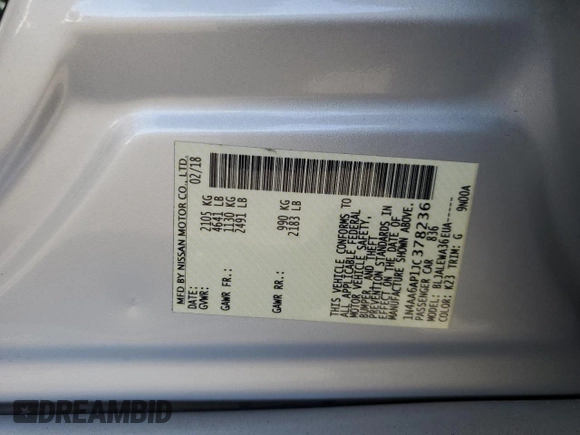 MFD BY NISSAN MOTOR CO., LTD.
DATE: 02/18
GVWR: 2105 KG
4641 LB
GAWR FR.: 1130 KG
2491 LB
GAWR RR.: 990 KG
2183 LB
THIS VEHICLE CONFORMS TO
ALL APPLICABLE FEDERAL
MOTOR VEHICLE SAFETY,
BUMPER, AND THEFT
PREVENTION STANDARDS IN
EFFECT ON THE DATE OF
MANUFACTURE SHOWN ABOVE.
1N4AA6AP1JC378236
PASSENGER CAR 836
MODEL: BLJALEWA36EUA-----
COLOR: K23 TRIM: G 9N00A
DREAMBID